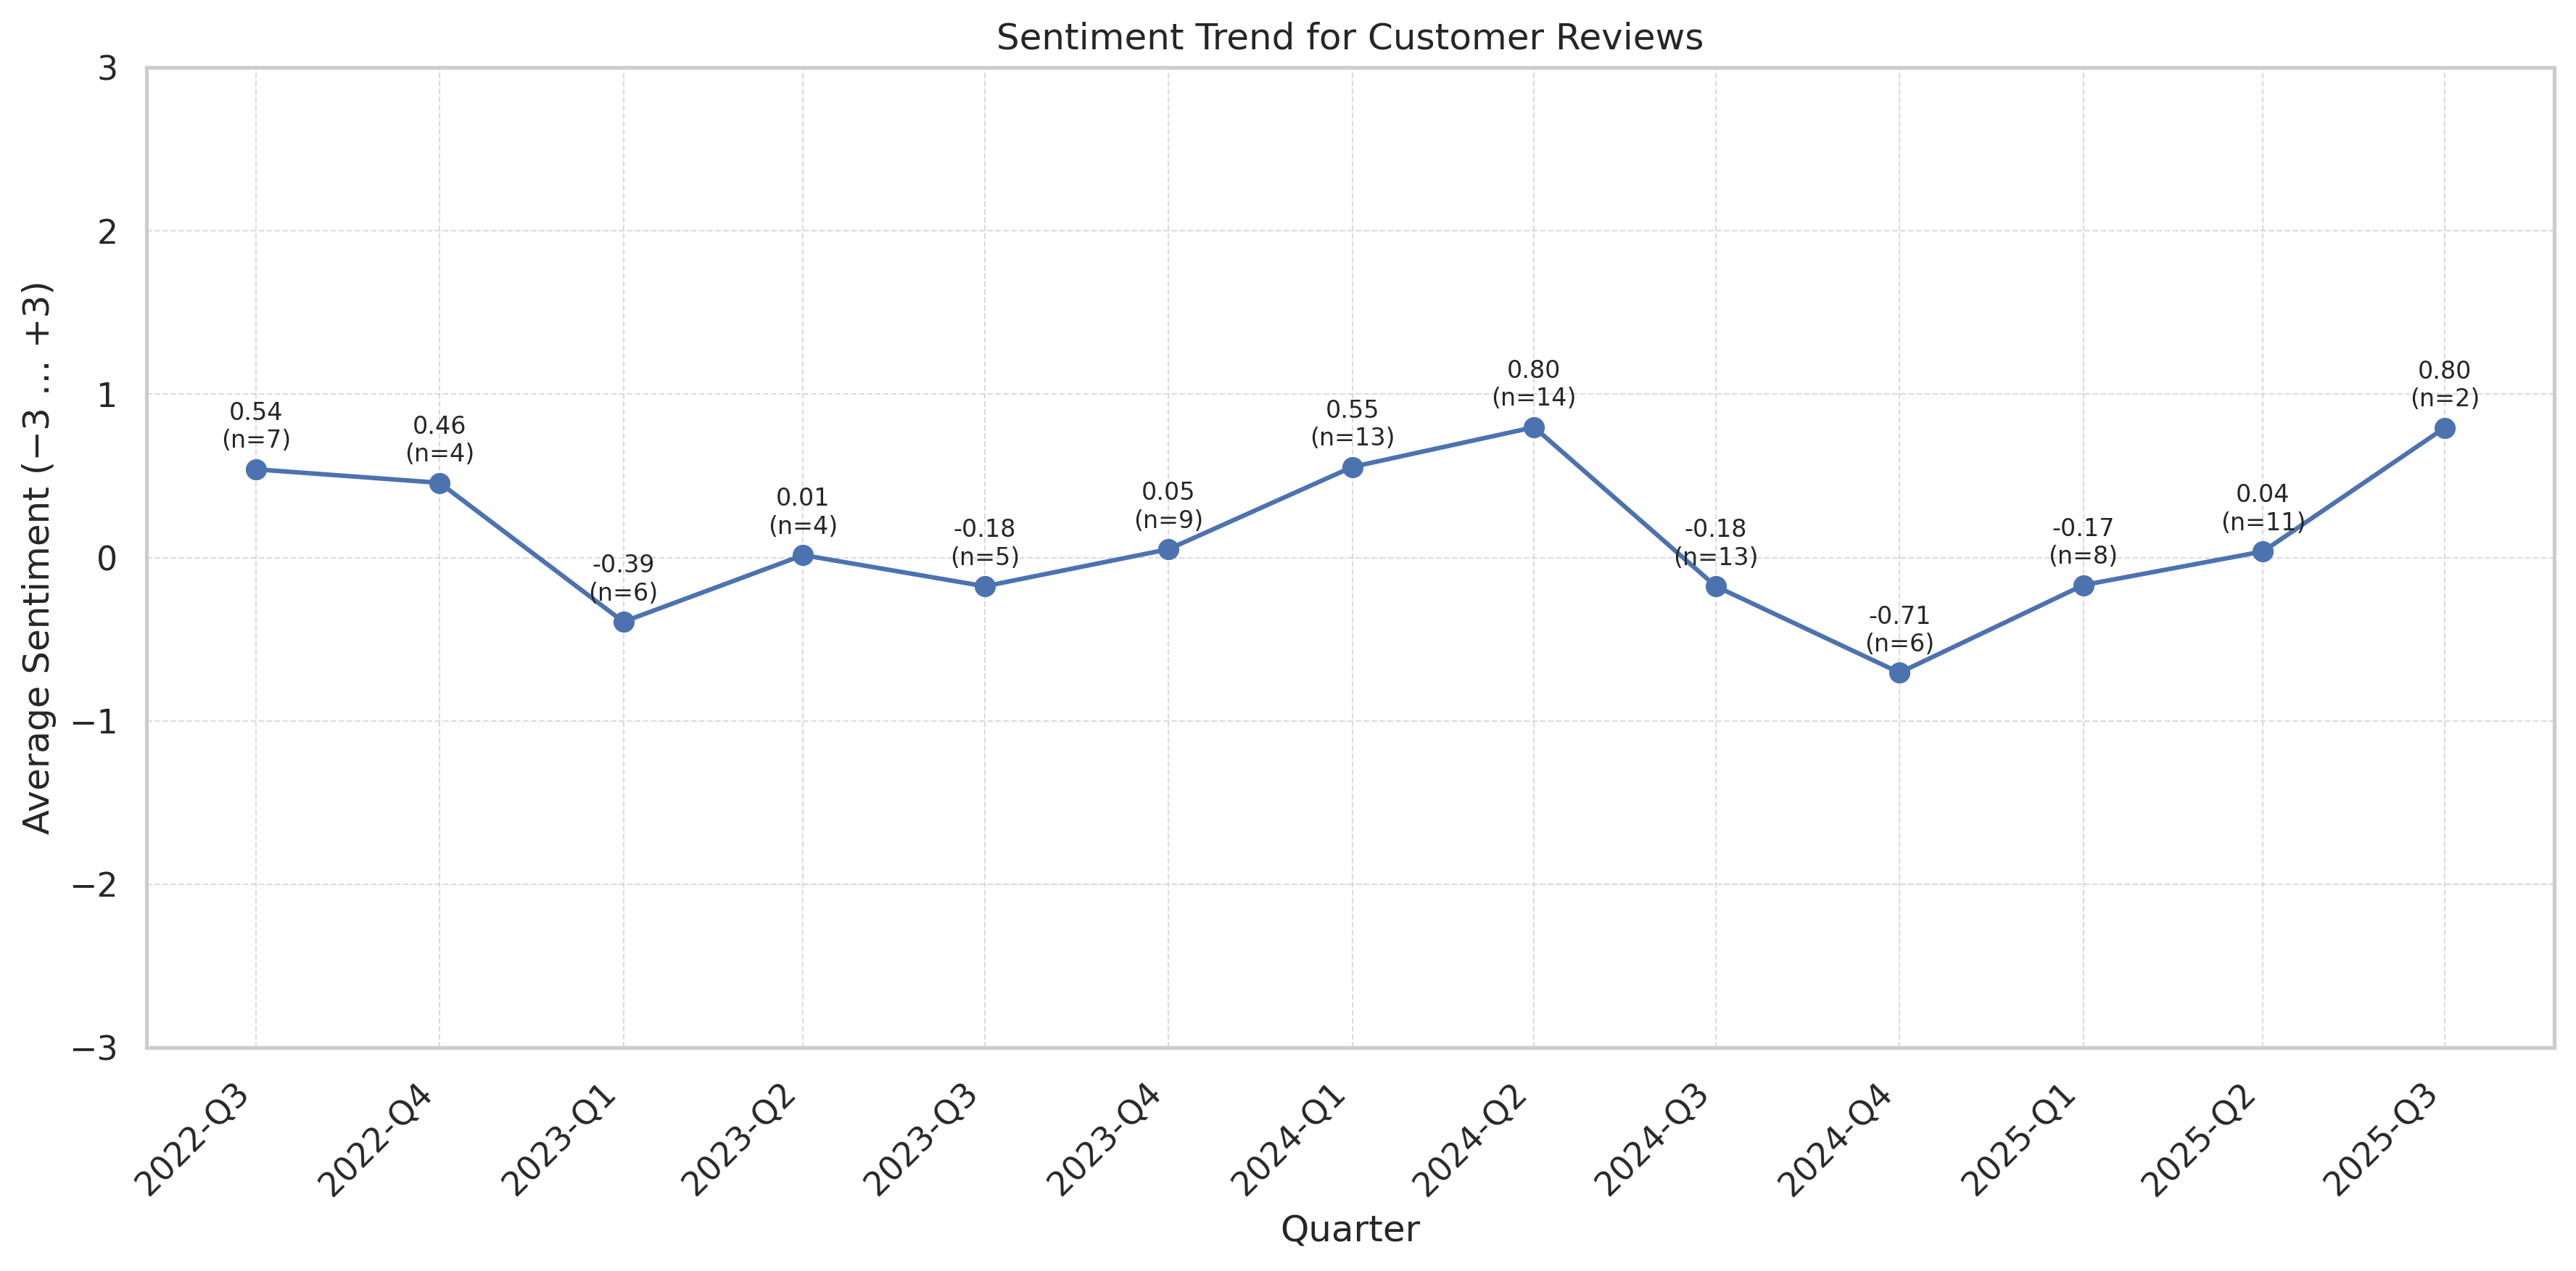 Sentiment Trend for Customer Reviews
Average Sentiment (−3 ... +3)
3
2
1
0
−1
−2
−3
0.54
(n=7)
0.46
(n=4)
-0.39
(n=6)
0.01
(n=4)
-0.18
(n=5)
0.05
(n=9)
0.55
(n=13)
0.80
(n=14)
-0.18
(n=13)
-0.71
(n=6)
-0.17
(n=8)
0.04
(n=11)
0.80
(n=2)
2022-Q3
2022-Q4
2023-Q1
2023-Q2
2023-Q3
2023-Q4
2024-Q1
2024-Q2
2024-Q3
2024-Q4
2025-Q1
2025-Q2
2025-Q3
Quarter